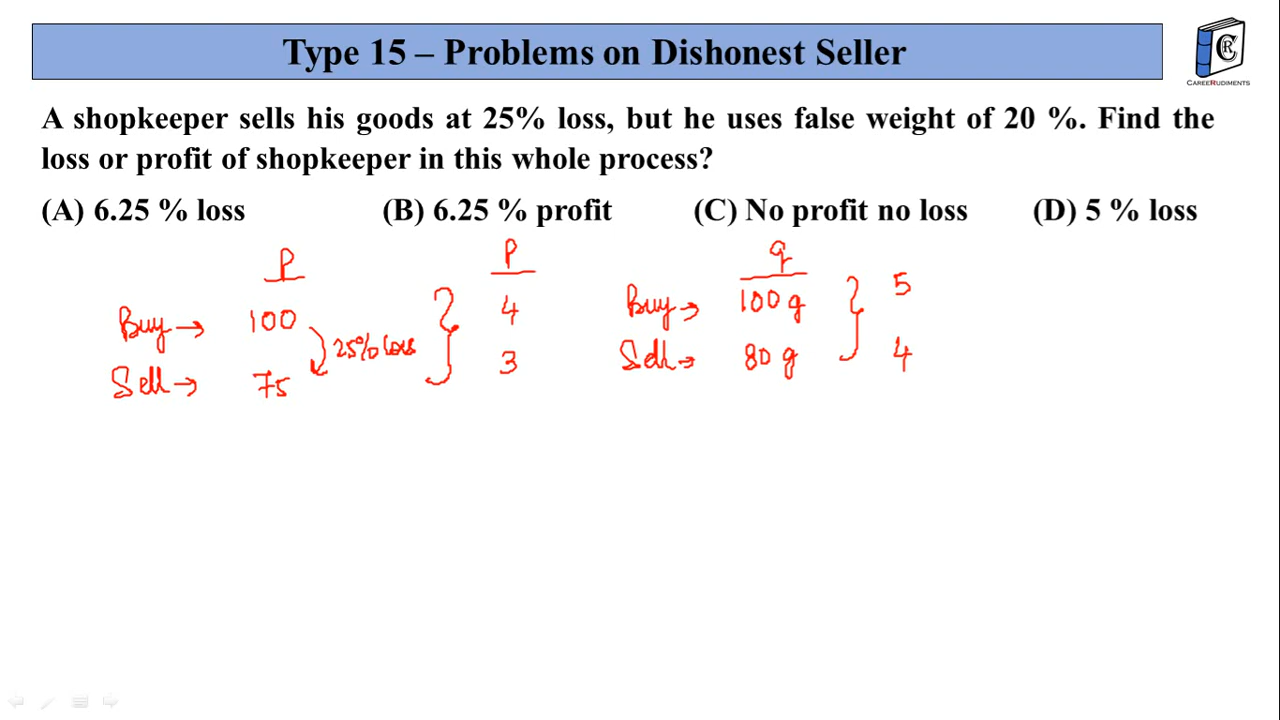 Type 15 – Problems on Dishonest Seller
CAREERUDIMENTS
A shopkeeper sells his goods at 25% loss, but he uses false weight of 20 %. Find the
loss or profit of shopkeeper in this whole process?
(A) 6.25 % loss (B) 6.25 % profit (C) No profit no loss (D) 5 % loss
P P q
Buy → 100 4 Buy → 100 g 5
25% loss
Sell → 75 3 Sell → 80 g 4